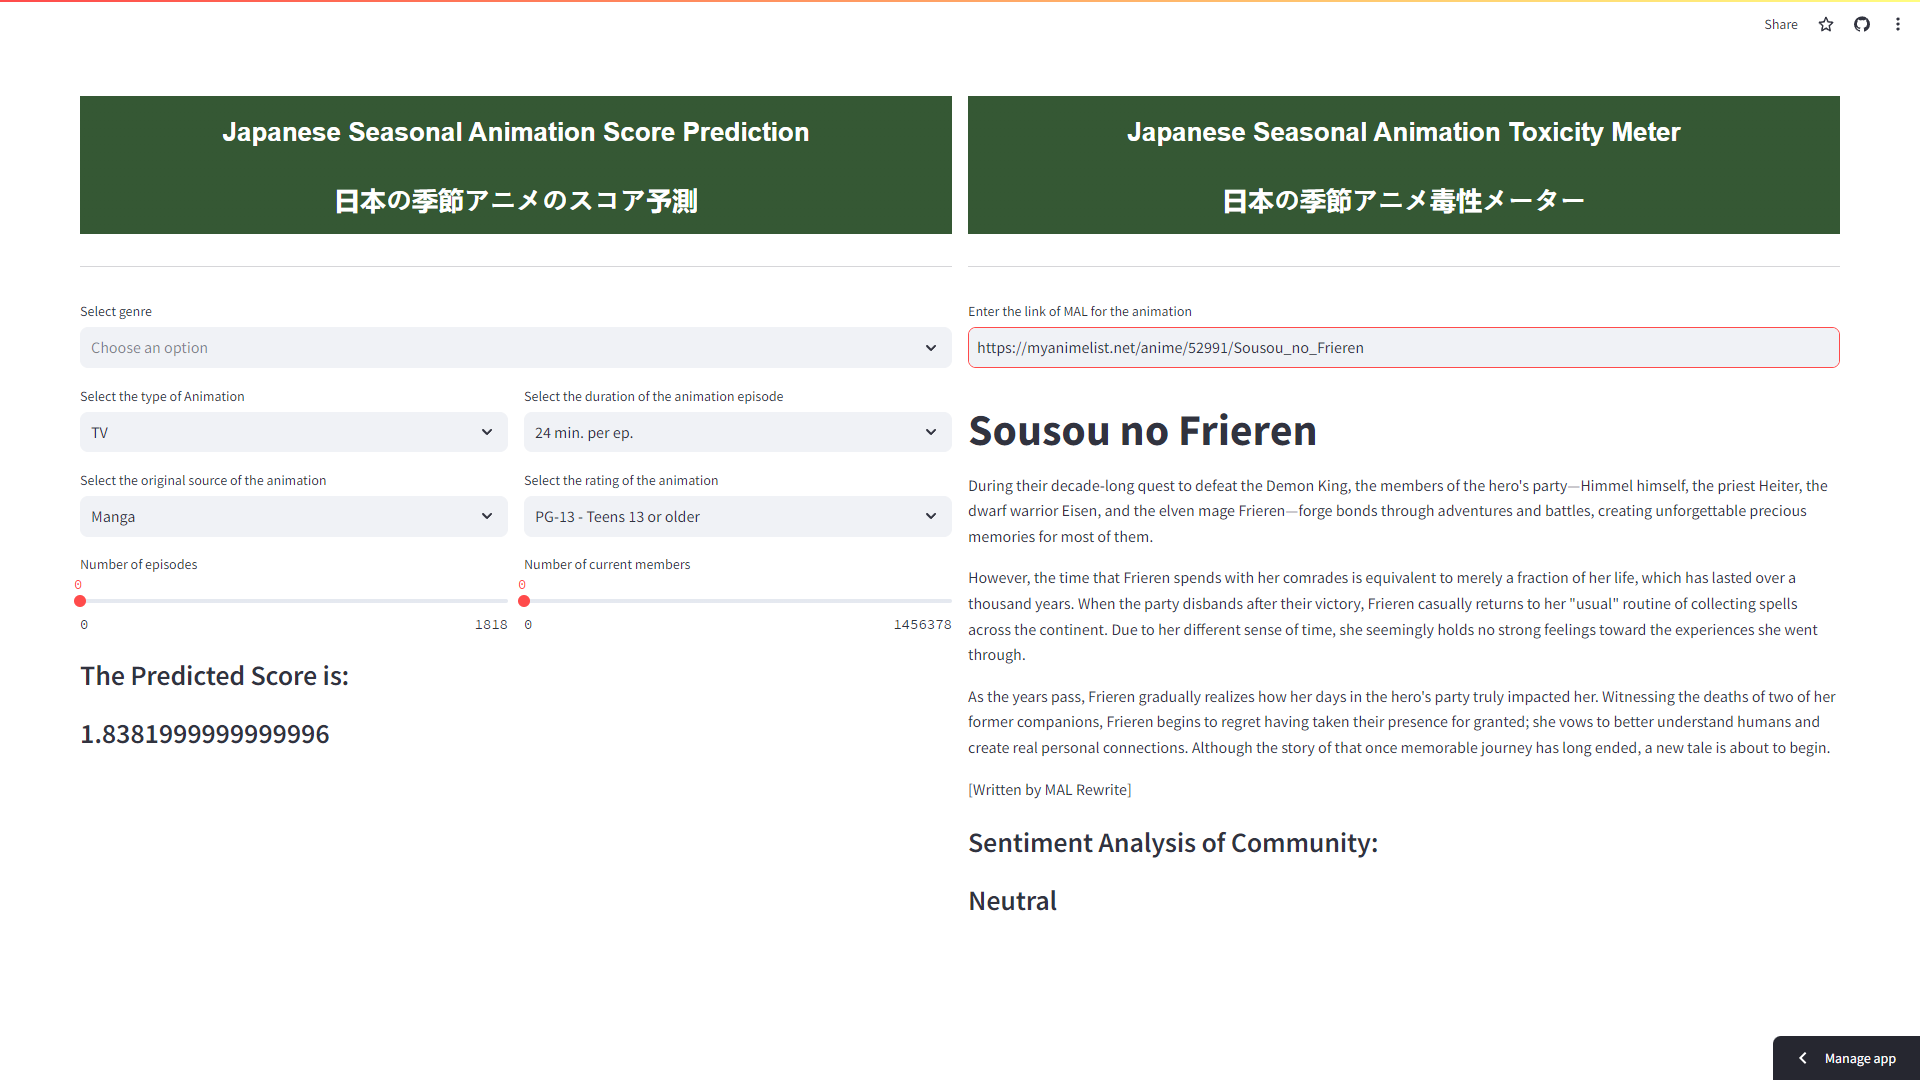 Share
Japanese Seasonal Animation Score Prediction
日本の季節アニメのスコア予測
Select genre
Choose an option
Select the type of Animation
TV
Select the duration of the animation episode
24 min. per ep.
Select the original source of the animation
Manga
Select the rating of the animation
PG-13 - Teens 13 or older
Number of episodes
0
0
1818
Number of current members
0
0
1456378
The Predicted Score is:
1.8381999999999996
Japanese Seasonal Animation Toxicity Meter
日本の季節アニメ毒性メーター
Enter the link of MAL for the animation
https://myanimelist.net/anime/52991/Sousou_no_Frieren
Sousou no Frieren
During their decade-long quest to defeat the Demon King, the members of the hero's party—Himmel himself, the priest Heiter, the
dwarf warrior Eisen, and the elven mage Frieren—forge bonds through adventures and battles, creating unforgettable precious
memories for most of them.
However, the time that Frieren spends with her comrades is equivalent to merely a fraction of her life, which has lasted over a
thousand years. When the party disbands after their victory, Frieren casually returns to her "usual" routine of collecting spells
across the continent. Due to her different sense of time, she seemingly holds no strong feelings toward the experiences she went
through.
As the years pass, Frieren gradually realizes how her days in the hero's party truly impacted her. Witnessing the deaths of two of her
former companions, Frieren begins to regret having taken their presence for granted; she vows to better understand humans and
create real personal connections. Although the story of that once memorable journey has long ended, a new tale is about to begin.
[Written by MAL Rewrite]
Sentiment Analysis of Community:
Neutral
Manage app